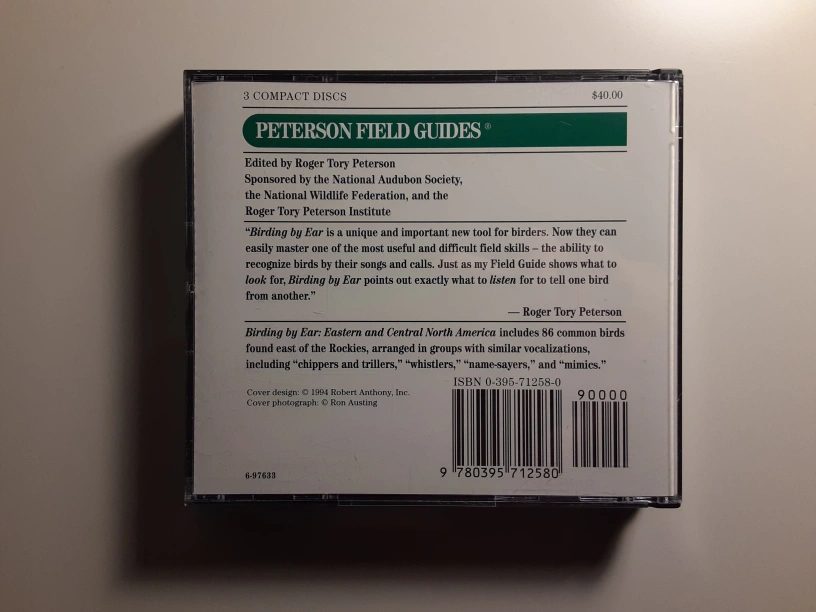 3 COMPACT DISCS $40.00
PETERSON FIELD GUIDES ®
Edited by Roger Tory Peterson
Sponsored by the National Audubon Society,
the National Wildlife Federation, and the
Roger Tory Peterson Institute
“Birding by Ear is a unique and important new tool for birders. Now they can
easily master one of the most useful and difficult field skills – the ability to
recognize birds by their songs and calls. Just as my Field Guide shows what to
look for, Birding by Ear points out exactly what to listen for to tell one bird
from another.”
— Roger Tory Peterson
Birding by Ear: Eastern and Central North America includes 86 common birds
found east of the Rockies, arranged in groups with similar vocalizations,
including “chippers and trillers,” “whistlers,” “name-sayers,” and “mimics.”
ISBN 0-395-71258-0
90000
Cover design: © 1994 Robert Anthony, Inc.
Cover photograph: © Ron Austing
9 780395 712580
6-97633